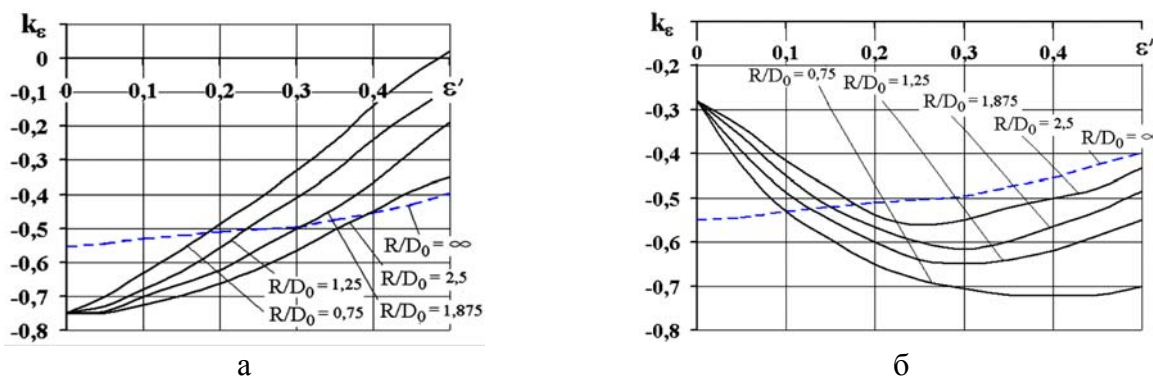 kε
0
-0,1
-0,2
-0,3
-0,4
-0,5
-0,6
-0,7
-0,8
0 0,1 0,2 0,3 0,4 ε′
R/D0 = ∞
R/D0 = 2,5
R/D0 = 1,25
R/D0 = 1,875
R/D0 = 0,75
а
kε
0 0,1 0,2 0,3 0,4 ε′
-0,2
-0,3
-0,4
-0,5
-0,6
-0,7
-0,8
R/D0 = 0,75
R/D0 = 1,25
R/D0 = 1,875
R/D0 = 2,5
R/D0 = ∞
б